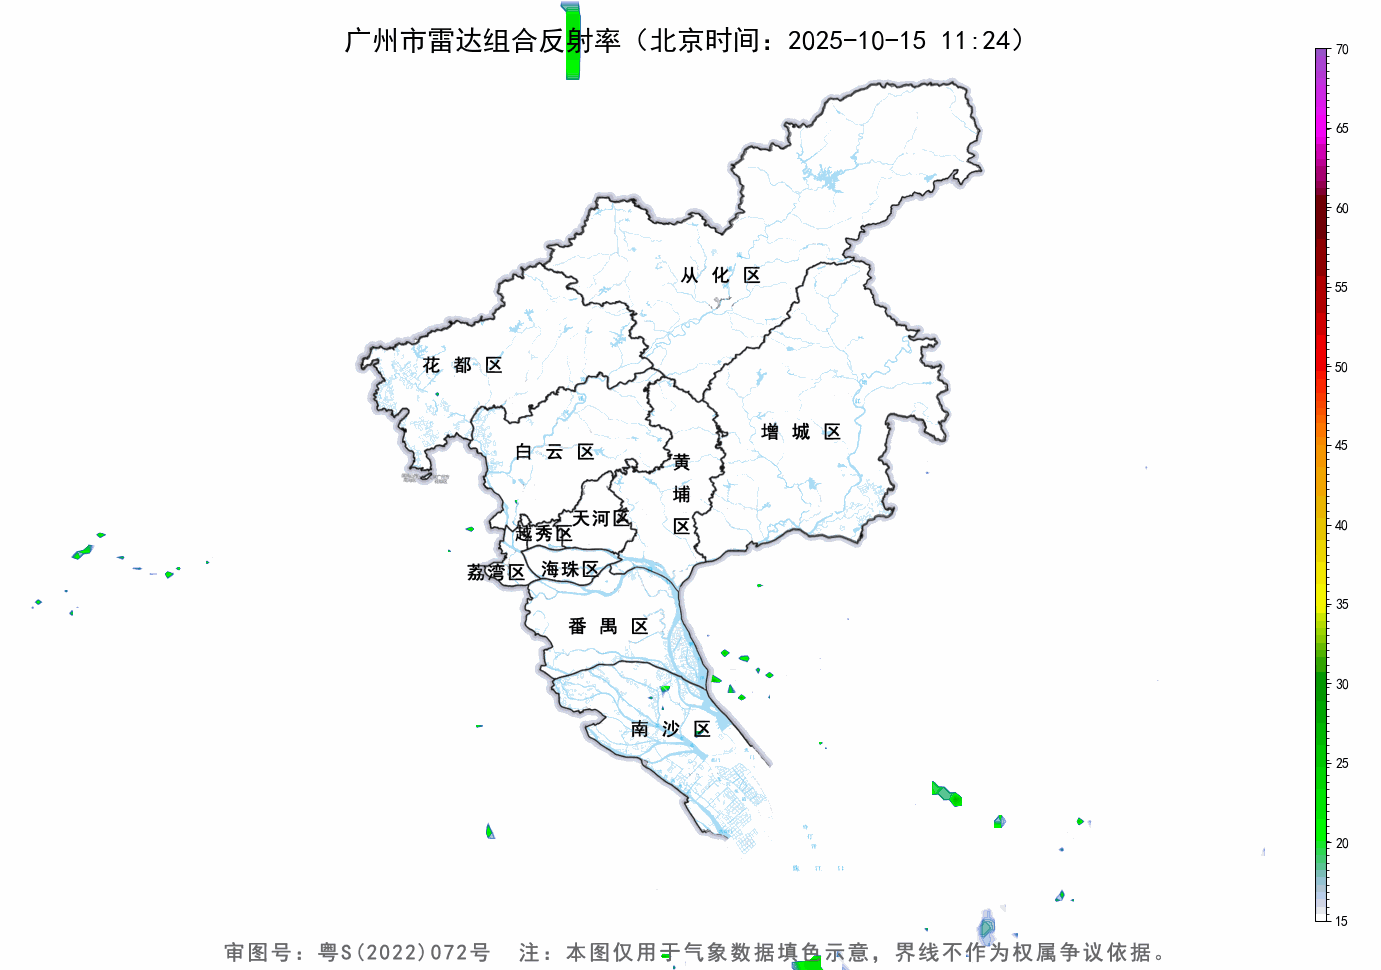 广州市雷达组合反射率（北京时间：2025-10-15 11:24）
70
65
60
55
50
45
40
35
30
25
20
15
从化区
花都区
增城区
白云区
黄埔区
天河区
越秀区
荔湾区
海珠区
番禺区
南沙区
审图号：粤S(2022)072号 注：本图仅用于气象数据填色示意，界线不作为权属争议依据。